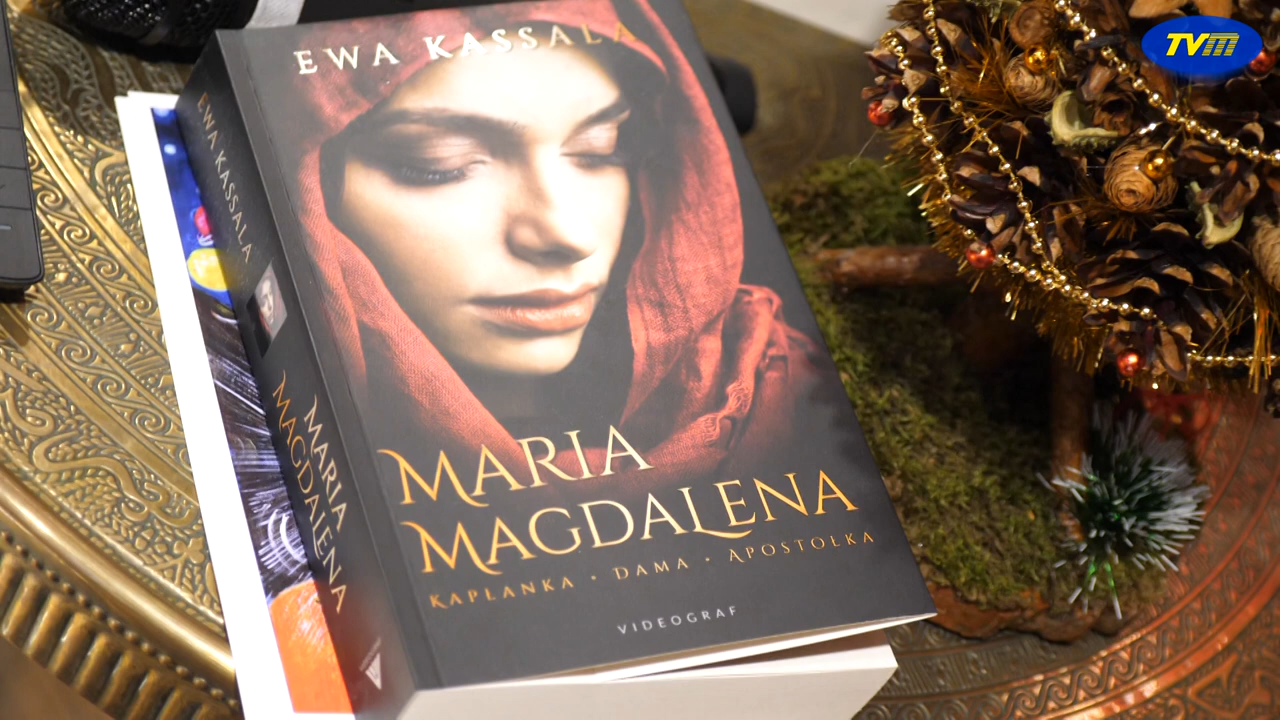 EWA KASSALA
MARIA
MAGDALENA
KAPŁANKA • DAMA • APOSTOŁKA
VIDEOGRAF
EWA KASSALA
MARIA
MAGDALENA
TVM